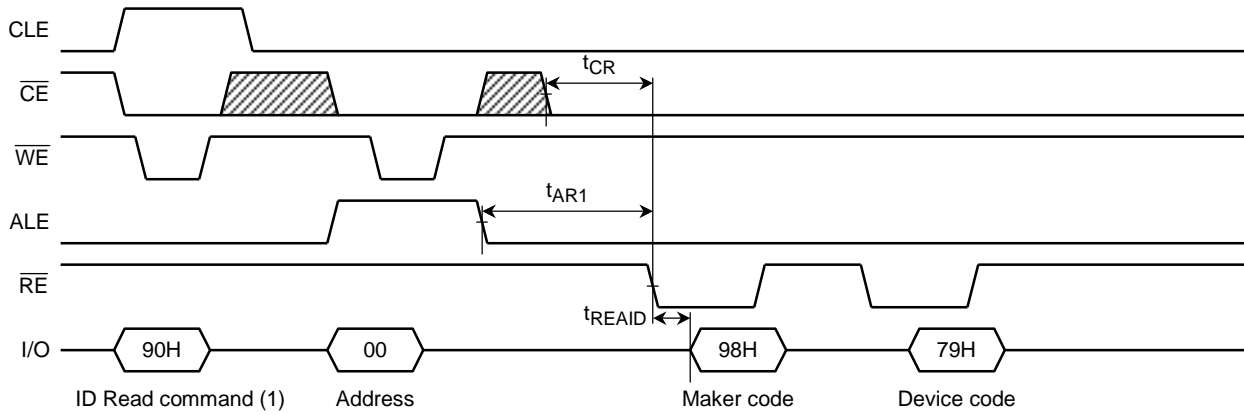 CLE
tCR
CE
WE
tAR1
ALE
RE
tREAID
I/O 90H 00 98H 79H
ID Read command (1) Address Maker code Device code